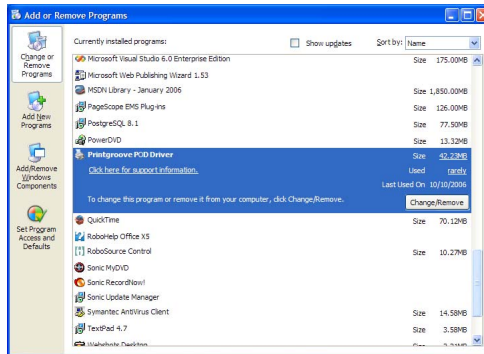 Add or Remove Programs
Change or Remove Programs
Add New Programs
Add/Remove Windows Components
Set Program Access and Defaults
Currently installed programs:
Show updates
Sort by: Name
Microsoft Visual Studio 6.0 Enterprise Edition Size 175.00MB
Microsoft Web Publishing Wizard 1.53
MSDN Library - January 2006 Size 1,850.00MB
PageScope EMS Plug-ins Size 126.00MB
PostgreSQL 8.1 Size 77.50MB
PowerDVD Size 13.32MB
Printgroove POD Driver Size 42.23MB
Click here for support information. Used rarely
Last Used On 10/10/2006
To change this program or remove it from your computer, click Change/Remove. Change/Remove
QuickTime Size 70.12MB
RoboHelp Office X5
RoboSource Control Size 10.27MB
Sonic MyDVD
Sonic RecordNow!
Sonic Update Manager
Symantec AntiVirus Client Size 14.58MB
TextPad 4.7 Size 3.58MB
Webshots Desktop Size